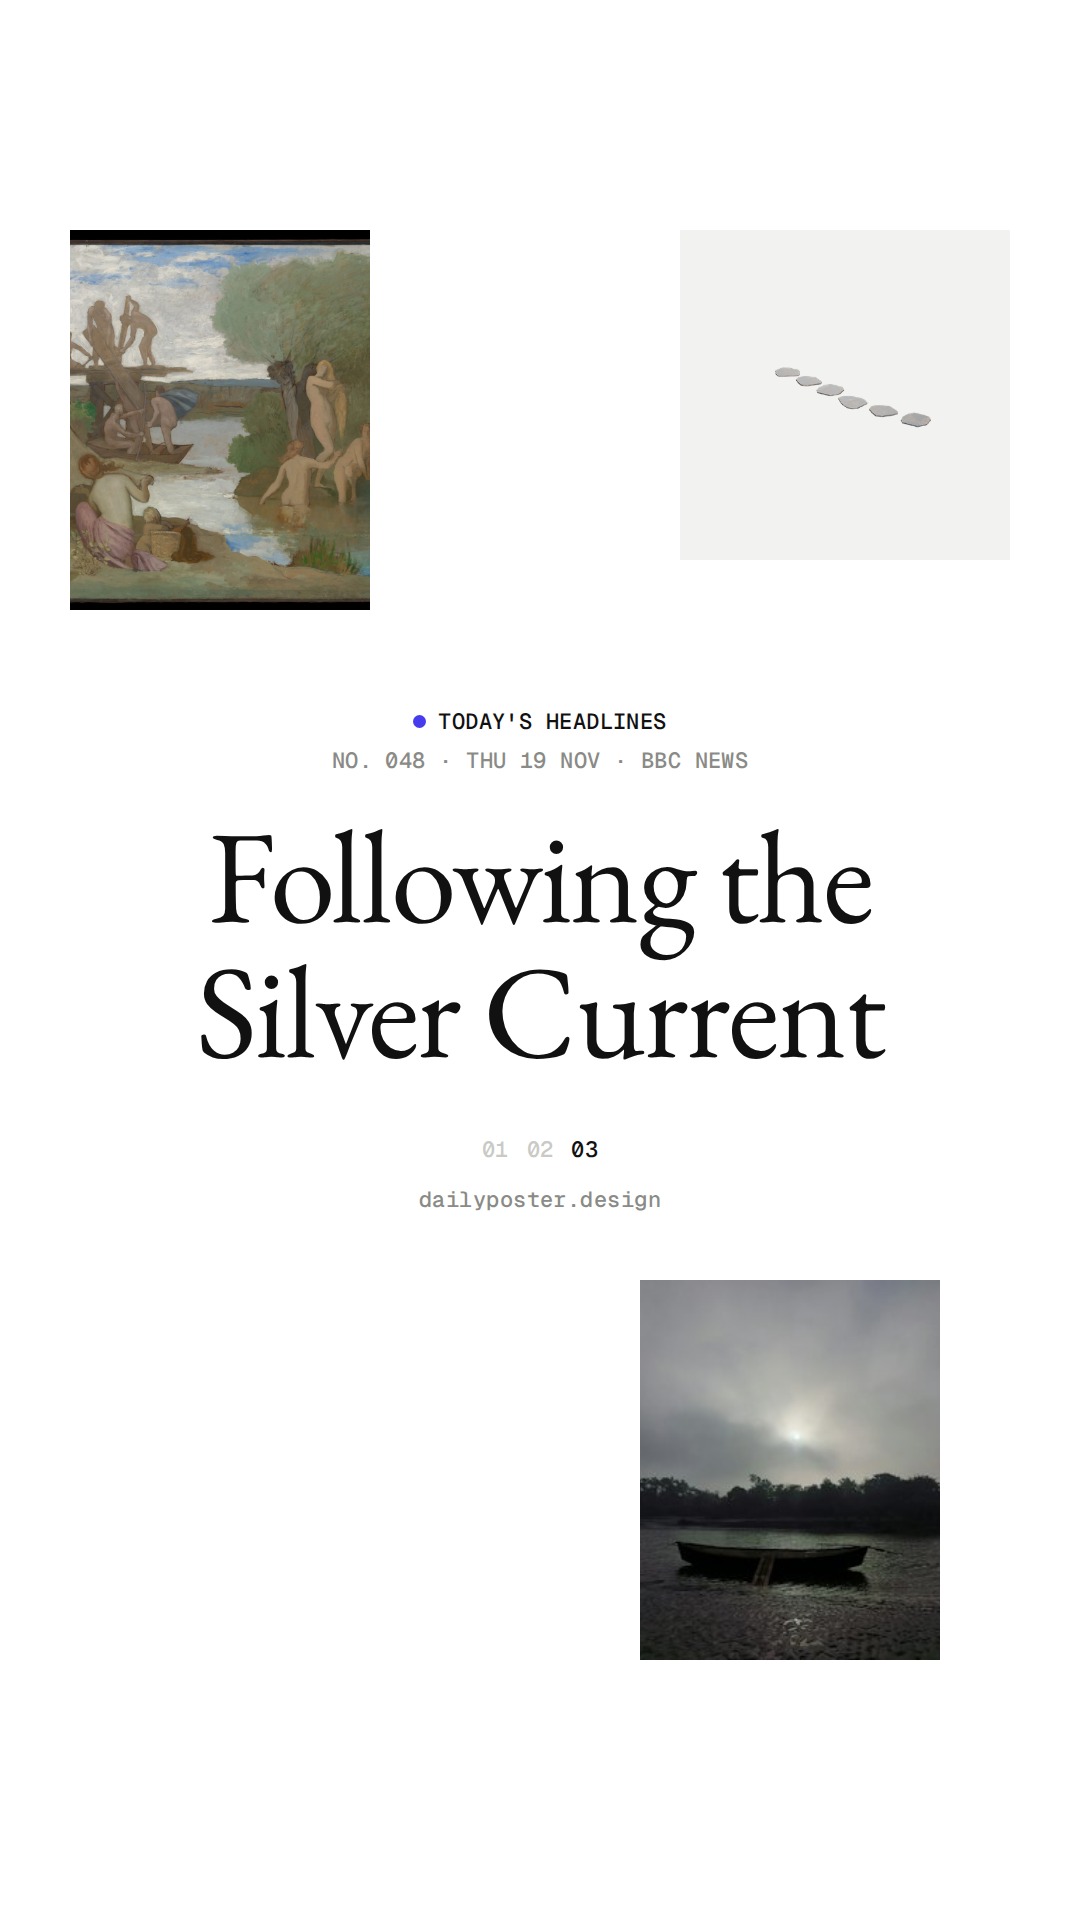 TODAY'S HEADLINES
NO. 048 · THU 19 NOV · BBC NEWS
Following the
Silver Current
01 02 03
dailyposter.design